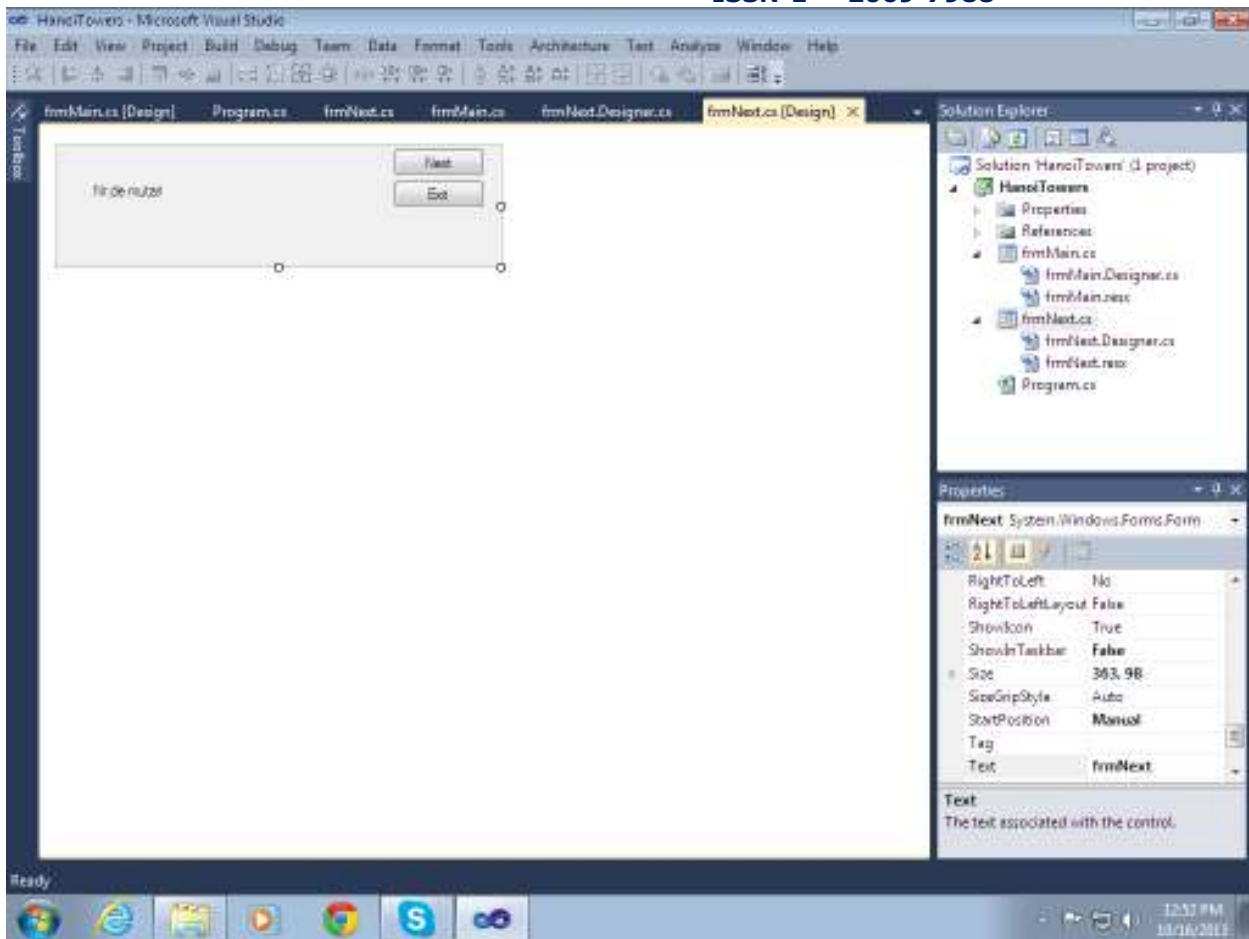 HanoiTowers - Microsoft Visual Studio
File Edit View Project Build Debug Team Data Format Tools Architecture Test Analyze Window Help
frmMain.cs [Design] Program.cs frmNext.cs frmMain.cs frmNext.Designer.cs frmNext.cs [Design]
Toolbox
Next
Nr de mutari
Exit
Solution Explorer
Solution 'HanoiTowers' (1 project)
HanoiTowers
Properties
References
frmMain.cs
frmMain.Designer.cs
frmMain.resx
frmNext.cs
frmNext.Designer.cs
frmNext.resx
Program.cs
Properties
frmNext System.Windows.Forms.Form
RightToLeft No
RightToLeftLayout False
ShowIcon True
ShowInTaskbar False
Size 363, 98
SizeGripStyle Auto
StartPosition Manual
Tag
Text frmNext
Text
The text associated with the control.
Ready
12:52 PM